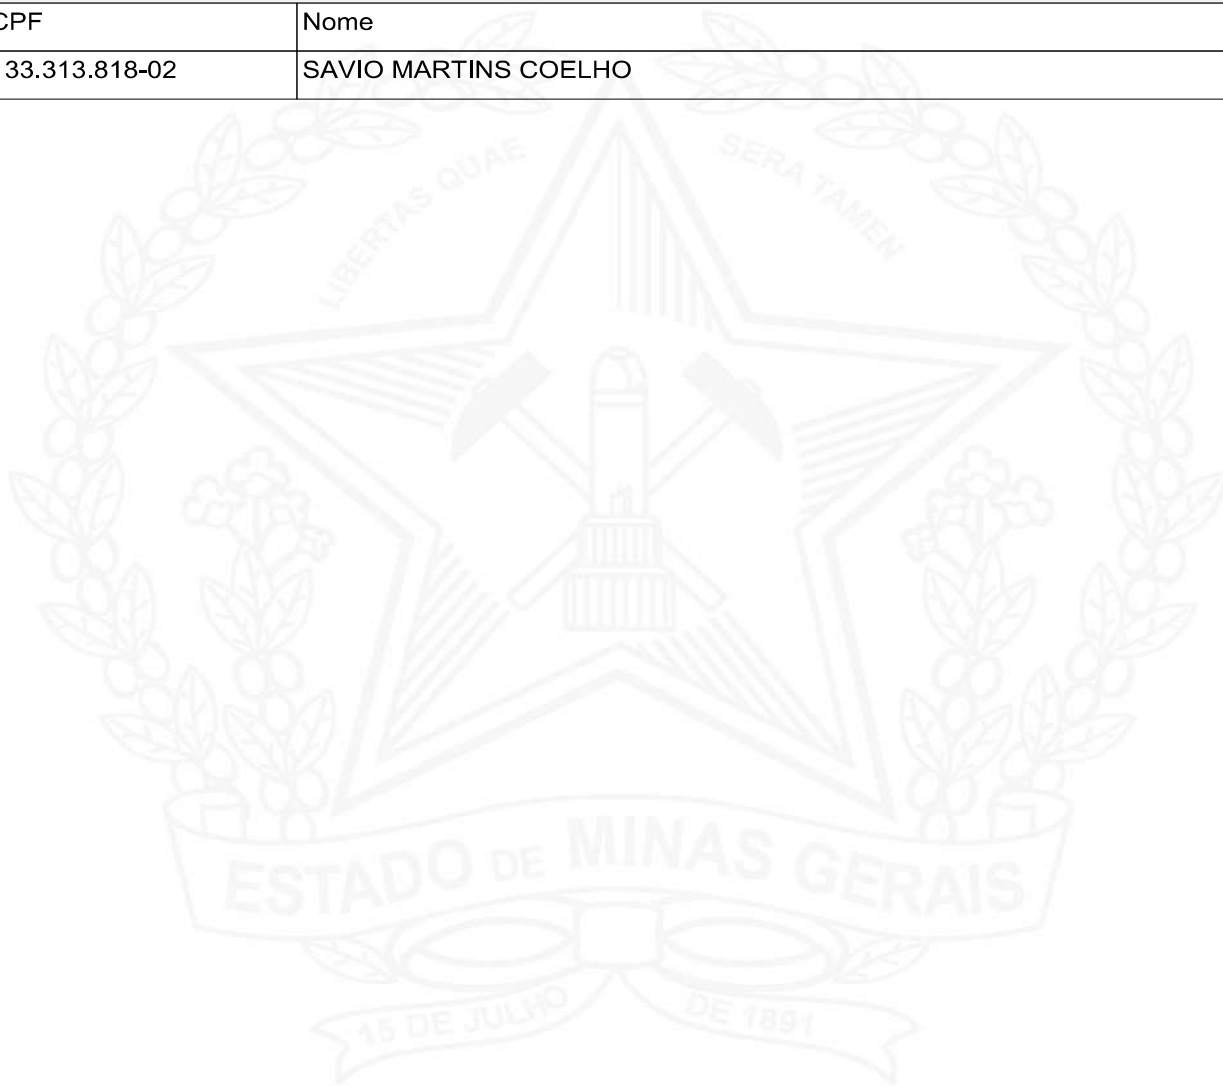 CPF Nome
33.313.818-02 SAVIO MARTINS COELHO
LIBERTAS QUAE SERA TAMEN
ESTADO DE MINAS GERAIS
15 DE JULHO DE 1891